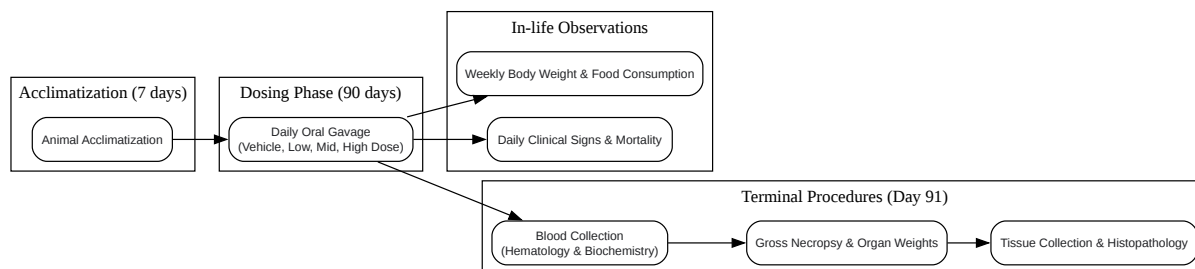 Acclimatization (7 days)
Animal Acclimatization
Dosing Phase (90 days)
Daily Oral Gavage
(Vehicle, Low, Mid, High Dose)
In-life Observations
Weekly Body Weight & Food Consumption
Daily Clinical Signs & Mortality
Terminal Procedures (Day 91)
Blood Collection
(Hematology & Biochemistry)
Gross Necropsy & Organ Weights
Tissue Collection & Histopathology